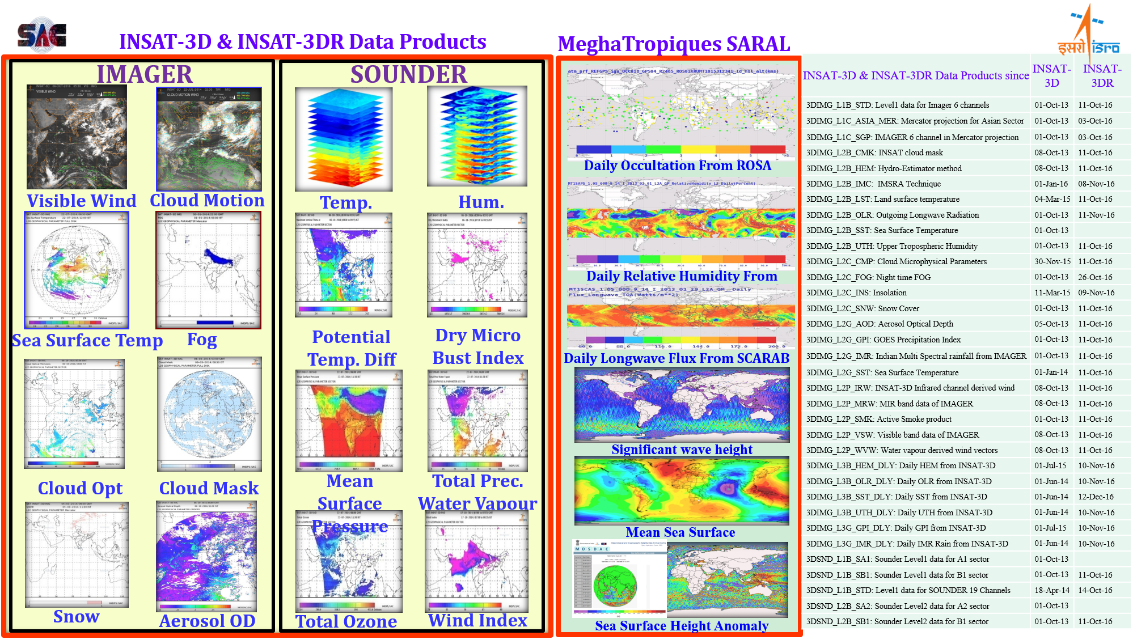 SAC
INSAT-3D & INSAT-3DR Data Products
MeghaTropiques SARAL
इसरो isro
IMAGER
Visible Wind
Cloud Motion
Sea Surface Temp
Fog
Cloud Opt
Cloud Mask
Snow
Aerosol OD
SOUNDER
Temp.
Hum.
Potential
Temp. Diff
Dry Micro
Bust Index
Mean
Surface
Pressure
Total Prec.
Water Vapour
Total Ozone
Wind Index
Daily Occultation From ROSA
Daily Relative Humidity From
Daily Longwave Flux From SCARAB
Significant wave height
Mean Sea Surface
Sea Surface Height Anomaly
INSAT-3D & INSAT-3DR Data Products since INSAT-3D INSAT-3DR
3DIMG_L1B_STD: Level1 data for Imager 6 channels 01-Oct-13 11-Oct-16
3DIMG_L1C_ASIA_MER: Mercator projection for Asian Sector 01-Oct-13 03-Oct-16
3DIMG_L1C_SGP: IMAGER 6 channel in Mercator projection 01-Oct-13 03-Oct-16
3DIMG_L2B_CMK: INSAT cloud mask 08-Oct-13 11-Oct-16
3DIMG_L2B_HEM: Hydro-Estimator method 08-Oct-13 11-Oct-16
3DIMG_L2B_IMC: IMSRA Technique 01-Jan-16 08-Nov-16
3DIMG_L2B_LST: Land surface temperature 04-Mar-15 11-Oct-16
3DIMG_L2B_OLR: Outgoing Longwave Radiation 01-Oct-13 11-Nov-16
3DIMG_L2B_SST: Sea Surface Temperature 01-Oct-13
3DIMG_L2B_UTH: Upper Tropospheric Humidity 01-Oct-13 11-Oct-16
3DIMG_L2C_CMP: Cloud Microphysical Parameters 30-Nov-15 11-Oct-16
3DIMG_L2C_FOG: Night time FOG 01-Oct-13 26-Oct-16
3DIMG_L2C_INS: Insolation 11-Mar-15 09-Nov-16
3DIMG_L2C_SNW: Snow Cover 01-Oct-13 11-Oct-16
3DIMG_L2G_AOD: Aerosol Optical Depth 05-Oct-13 11-Oct-16
3DIMG_L2G_GPI: GOES Precipitation Index 01-Oct-13 11-Oct-16
3DIMG_L2G_IMR: Indian Multi Spectral rainfall from IMAGER 01-Oct-13 11-Oct-16
3DIMG_L2G_SST: Sea Surface Temperature 01-Jan-14 11-Oct-16
3DIMG_L2P_IRW: INSAT-3D Infrared channel derived wind 08-Oct-13 11-Oct-16
3DIMG_L2P_MRW: MIR band data of IMAGER 08-Oct-13 11-Oct-16
3DIMG_L2P_SMK: Active Smoke product 01-Oct-13 11-Oct-16
3DIMG_L2P_VSW: Visible band data of IMAGER 08-Oct-13 11-Oct-16
3DIMG_L2P_WVW: Water vapour derived wind vectors 08-Oct-13 11-Oct-16
3DIMG_L3B_HEM_DLY: Daily HEM from INSAT-3D 01-Jul-15 10-Nov-16
3DIMG_L3B_OLR_DLY: Daily OLR from INSAT-3D 01-Jun-14 10-Nov-16
3DIMG_L3B_SST_DLY: Daily SST from INSAT-3D 01-Jun-14 12-Dec-16
3DIMG_L3B_UTH_DLY: Daily UTH from INSAT-3D 01-Jun-14 10-Nov-16
3DIMG_L3G_GPI_DLY: Daily GPI from INSAT-3D 01-Jul-15 10-Nov-16
3DIMG_L3G_IMR_DLY: Daily IMR Rain from INSAT-3D 01-Jun-14 10-Nov-16
3DSND_L1B_SA1: Sounder Level1 data for A1 sector 01-Oct-13
3DSND_L1B_SB1: Sounder Level1 data for B1 sector 01-Oct-13 11-Oct-16
3DSND_L1B_STD: Level1 data for SOUNDER 19 Channels 18-Apr-14 14-Oct-16
3DSND_L2B_SA2: Sounder Level2 data for A2 sector 01-Oct-13
3DSND_L2B_SB1: Sounder Level2 data for B1 sector 01-Oct-13 11-Oct-16